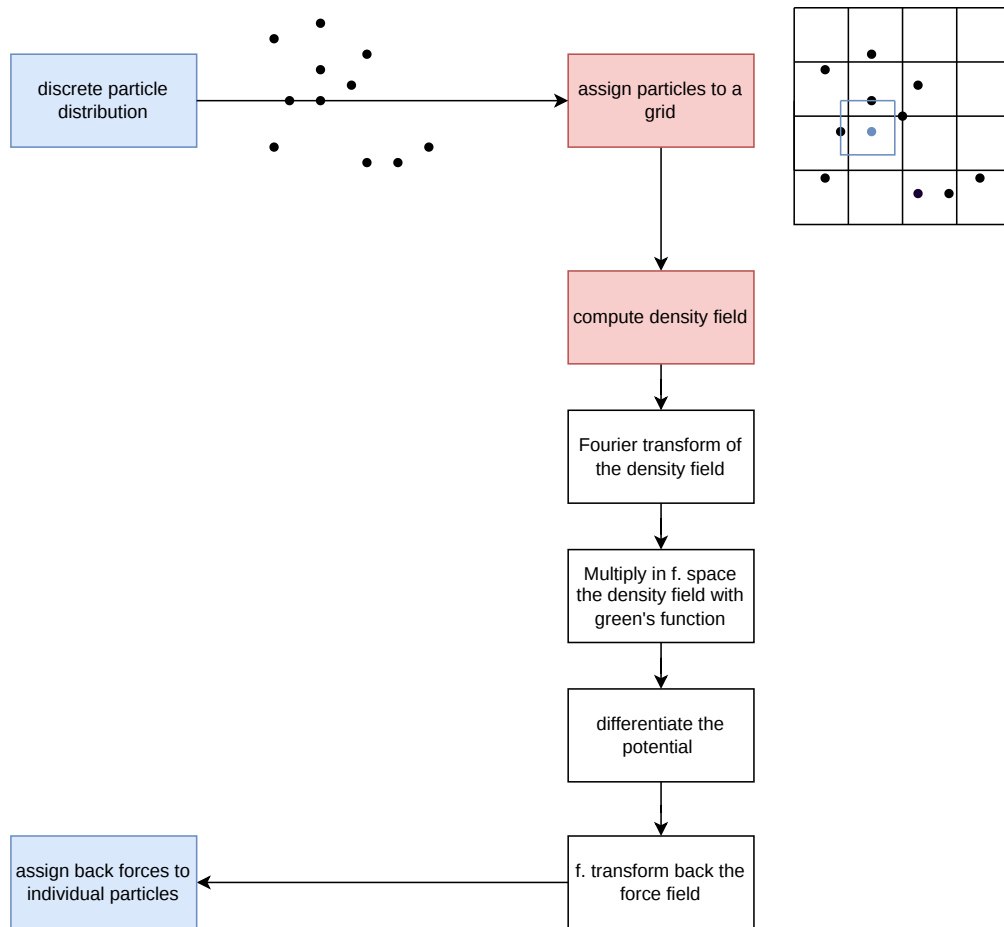 discrete particle
distribution
assign particles to a
grid
compute density field
Fourier transform of
the density field
Multiply in f. space
the density field with
green's function
differentiate the
potential
f. transform back the
force field
assign back forces to
individual particles